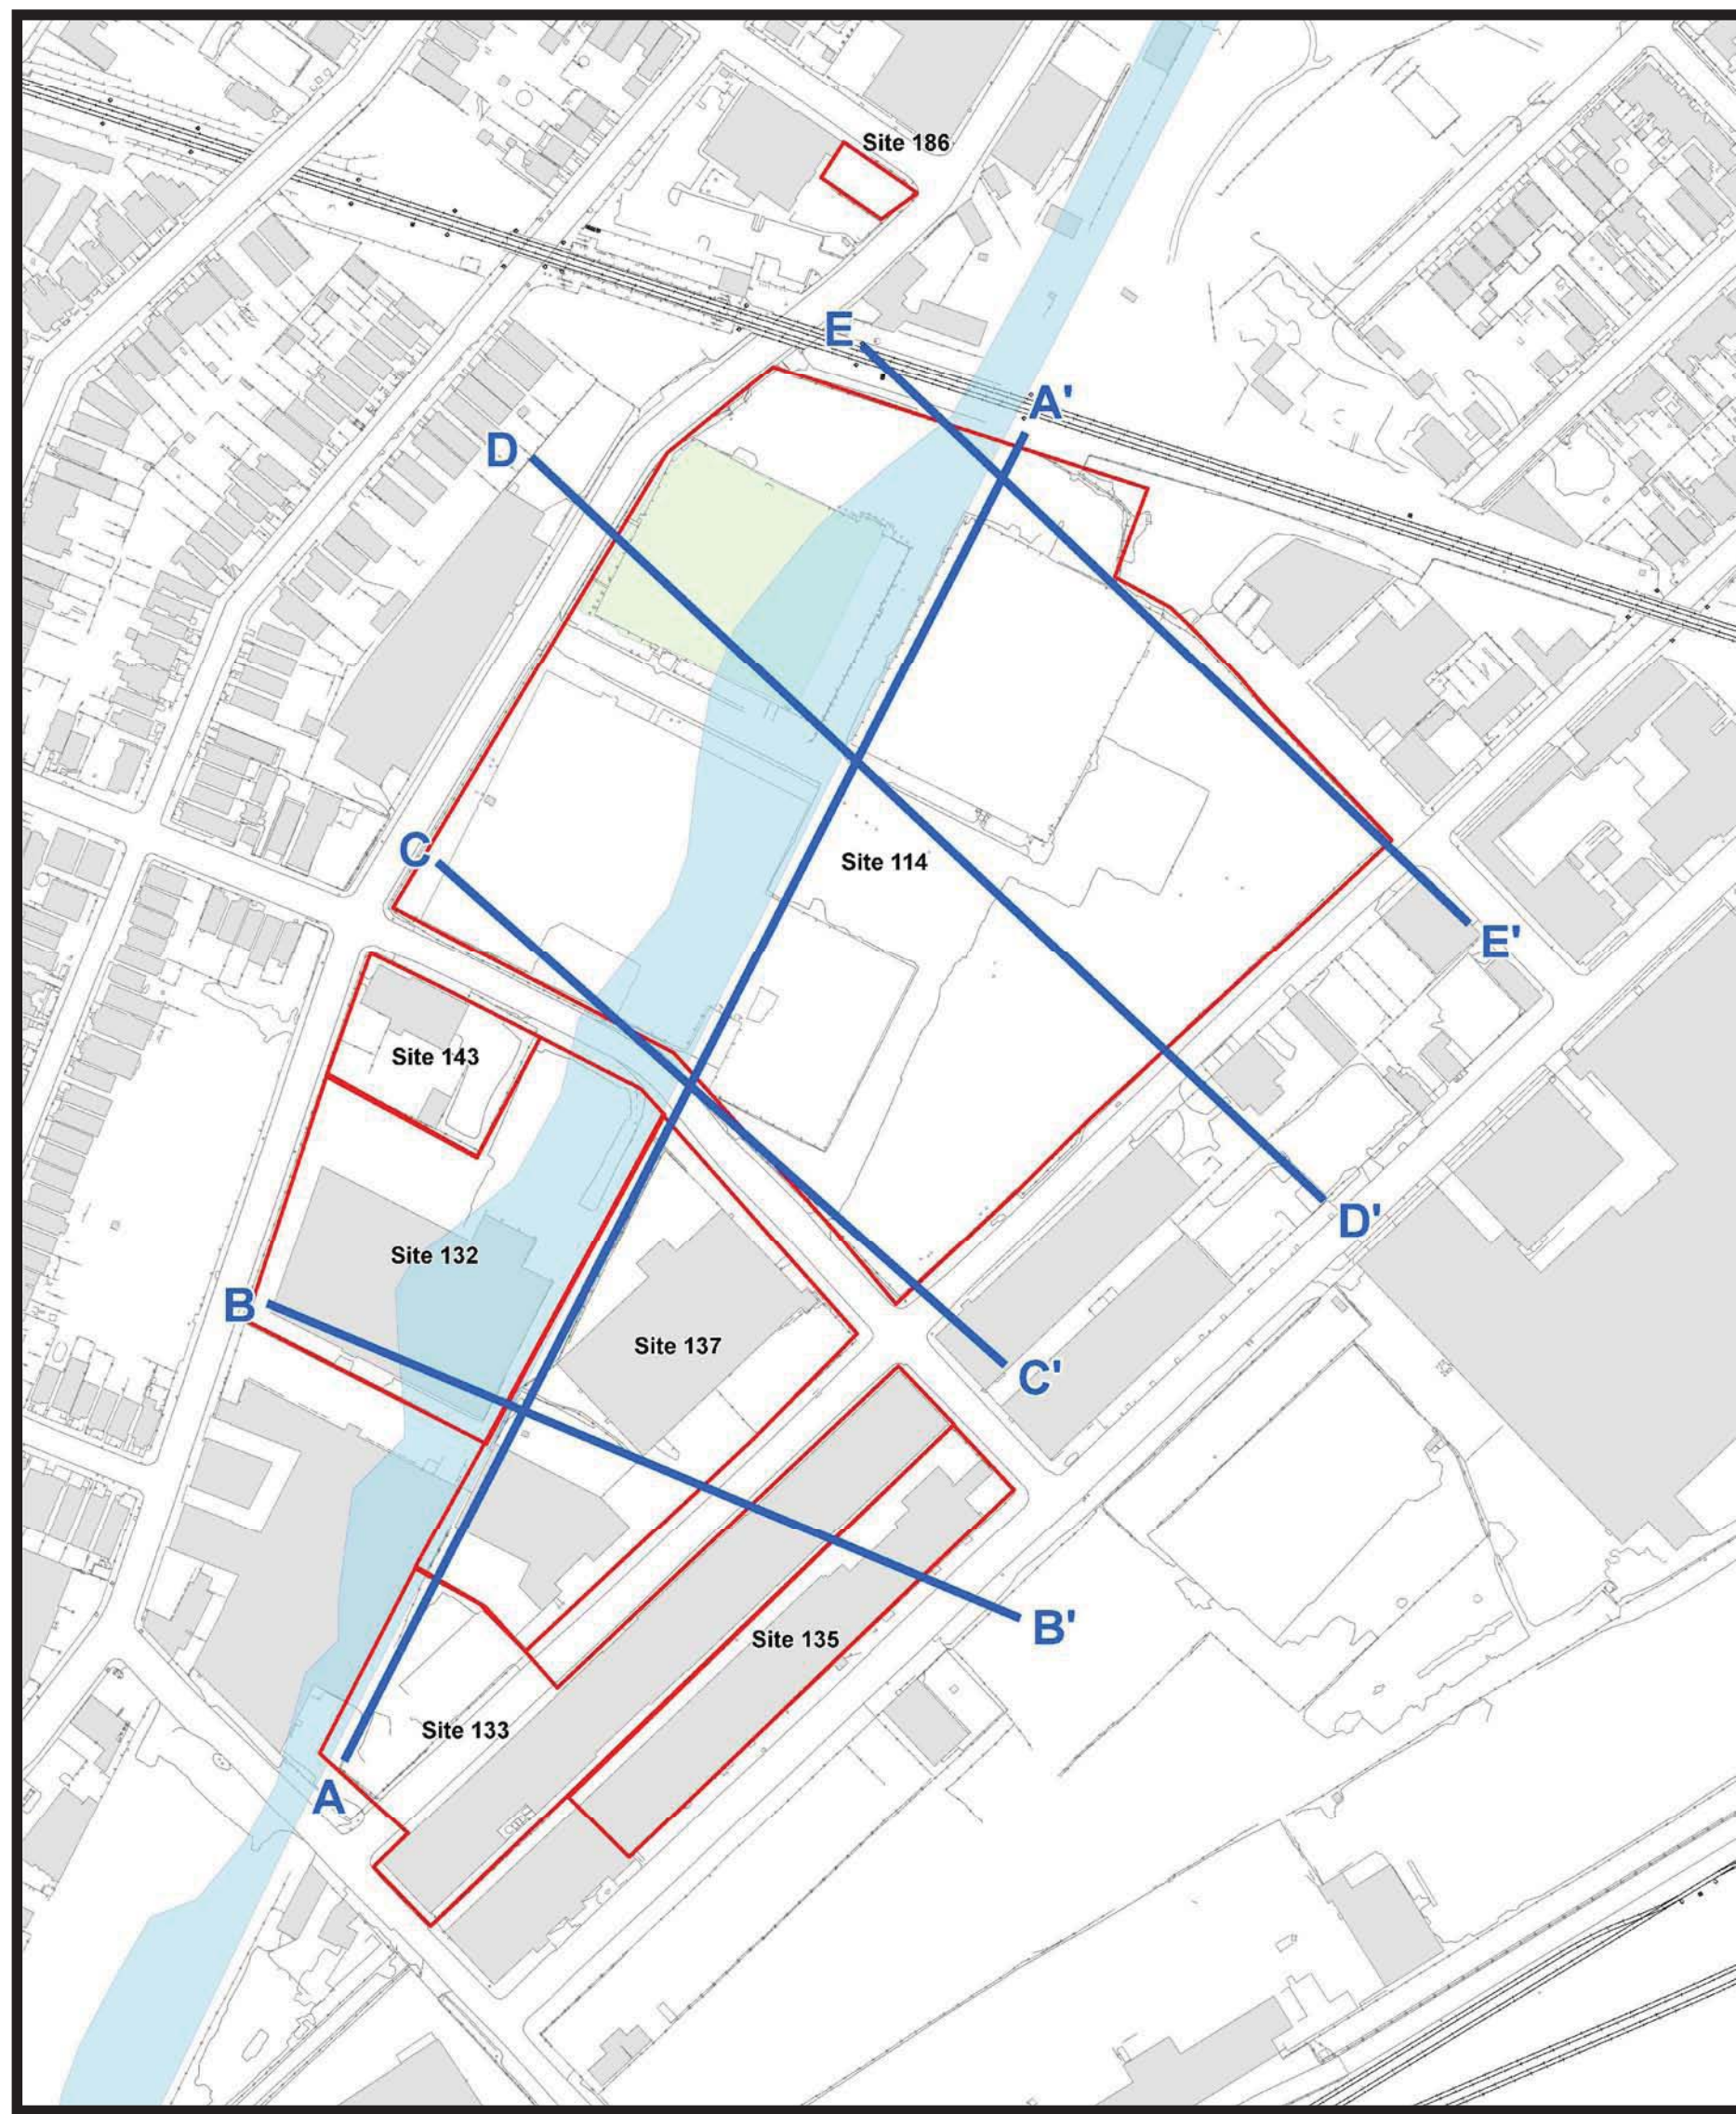 Site 186
E
A'
D
C
Site 114
E'
Site 143
D'
Site 132
B
Site 137
C'
B'
Site 135
Site 133
A